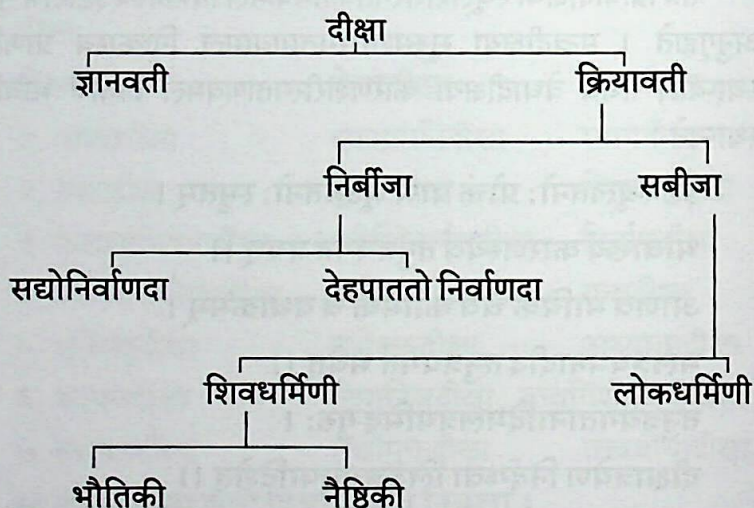 दीक्षा
ज्ञानवती क्रियावती
निर्बीजा सबीजा
सद्योनिर्वाणदा देहपाततो निर्वाणदा
शिवधर्मिणी लोकधर्मिणी
भौतिकी नैष्ठिकी